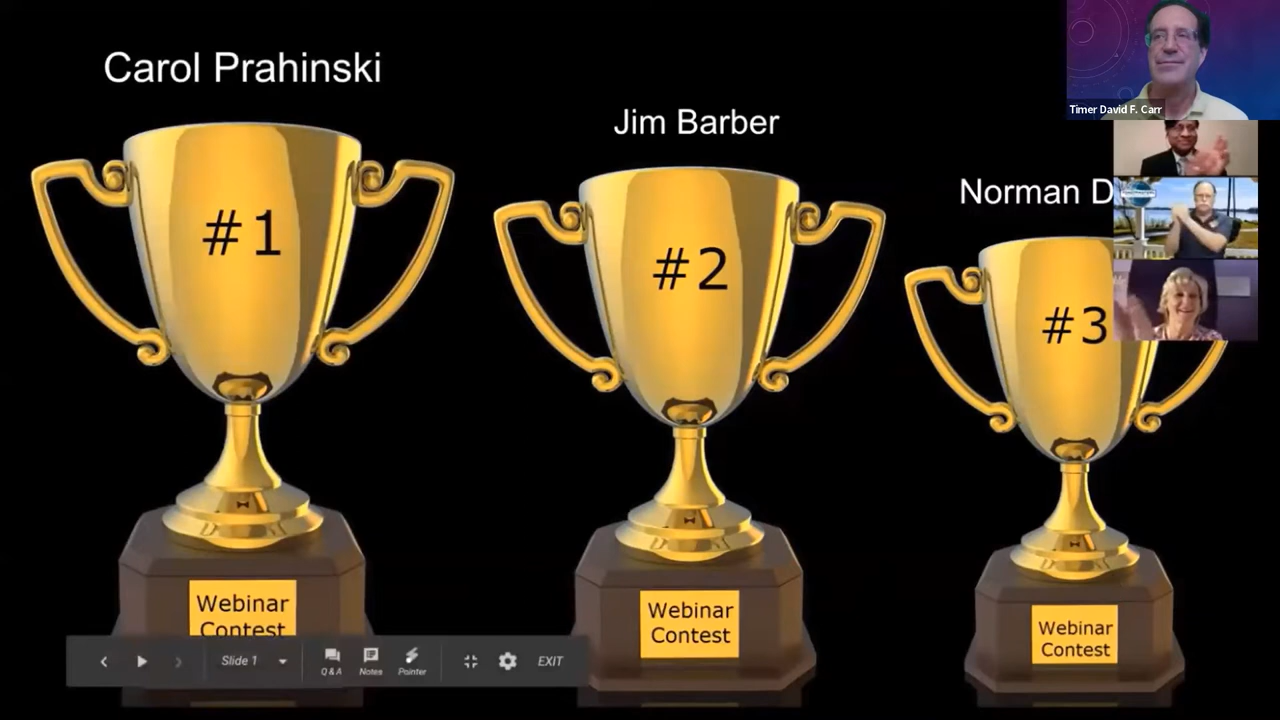 Carol Prahinski
Jim Barber
Norman D
Timer David F. Carr
#1
#2
#3
Webinar
Contest
Webinar
Contest
Webinar
Contest
Slide 1
Q & A
Notes
Pointer
EXIT